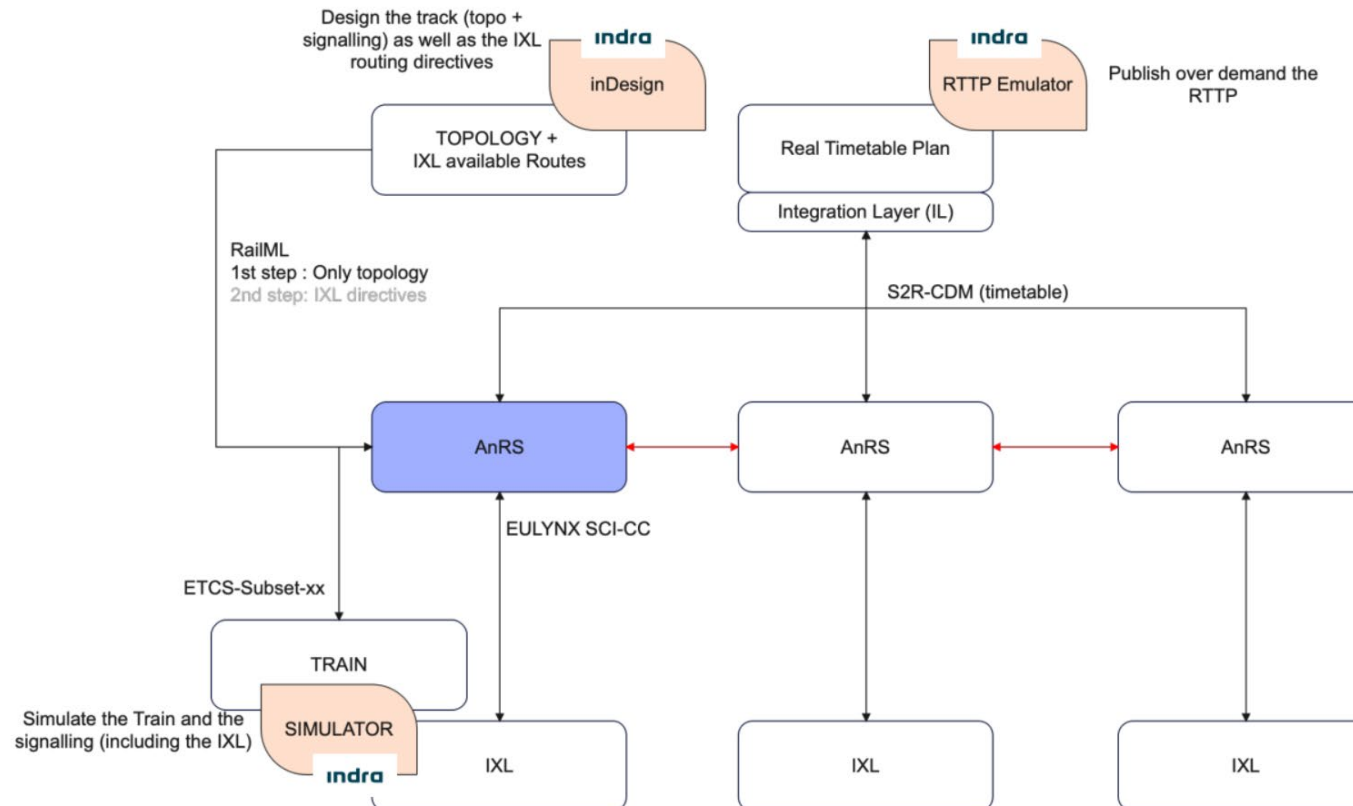 Design the track (topo +
signalling) as well as the IXL
routing directives
indra
inDesign
TOPOLOGY +
IXL available Routes
indra
RTTP Emulator
Publish over demand the
RTTP
Real Timetable Plan
Integration Layer (IL)
RailML
1st step : Only topology
2nd step: IXL directives
S2R-CDM (timetable)
AnRS
AnRS
AnRS
EULYNX SCI-CC
ETCS-Subset-xx
TRAIN
Simulate the Train and the
signalling (including the IXL)
SIMULATOR
indra
IXL
IXL
IXL